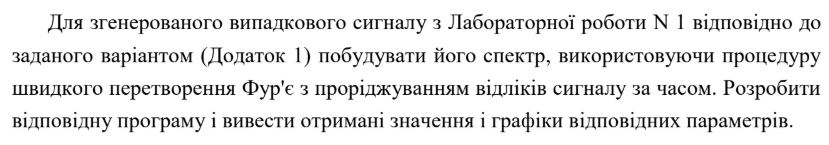 Для згенерованого випадкового сигналу з Лабораторної роботи N 1 відповідно до
заданого варіантом (Додаток 1) побудувати його спектр, використовуючи процедуру
швидкого перетворення Фур'є з проріджуванням відліків сигналу за часом. Розробити
відповідну програму і вивести отримані значення і графіки відповідних параметрів.